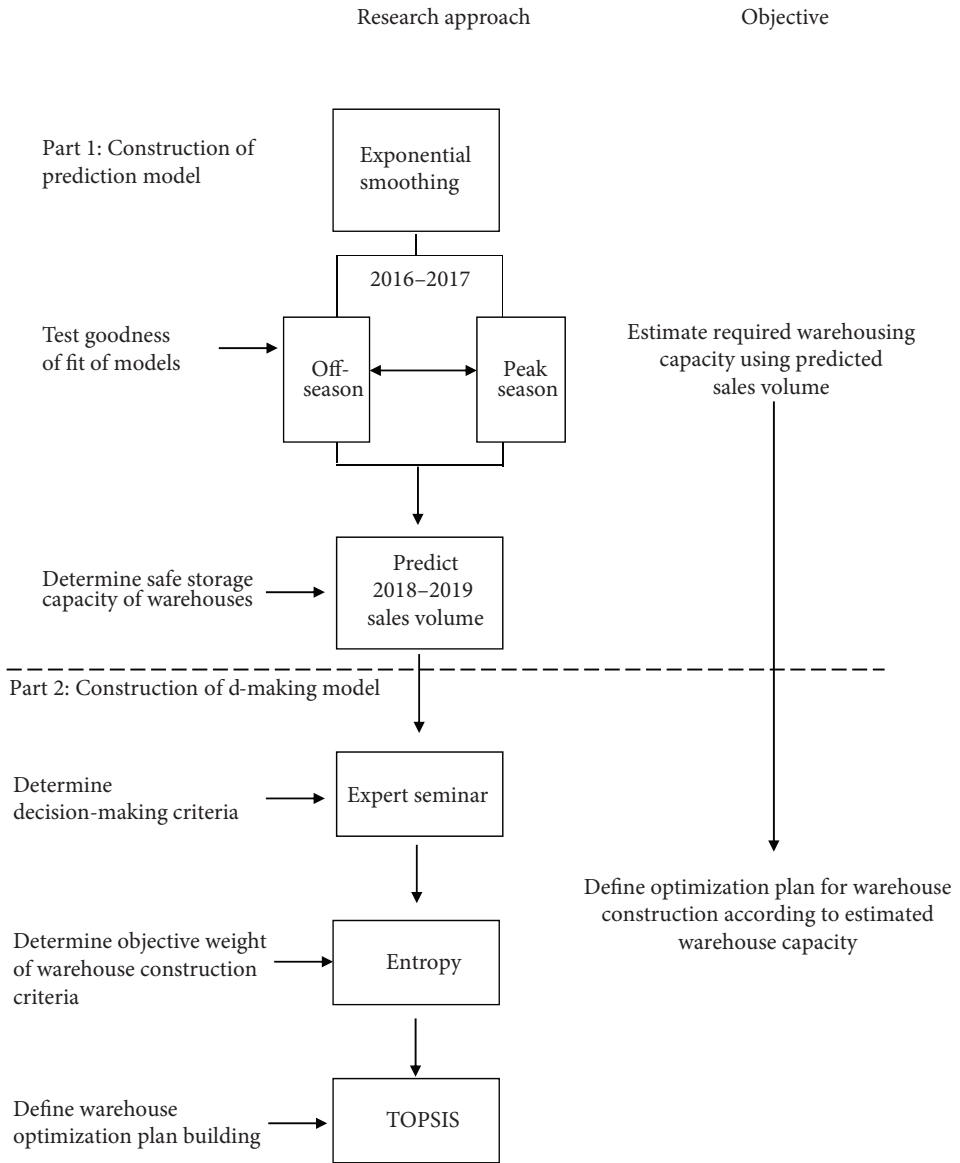 Research approach
Objective
Part 1: Construction of
prediction model
Exponential
smoothing
2016–2017
Test goodness
of fit of models
Off-
season
Peak
season
Estimate required warehousing
capacity using predicted
sales volume
Determine safe storage
capacity of warehouses
Predict
2018–2019
sales volume
Part 2: Construction of d-making model
Determine
decision-making criteria
Expert seminar
Define optimization plan for warehouse
construction according to estimated
warehouse capacity
Determine objective weight
of warehouse construction
criteria
Entropy
Define warehouse
optimization plan building
TOPSIS